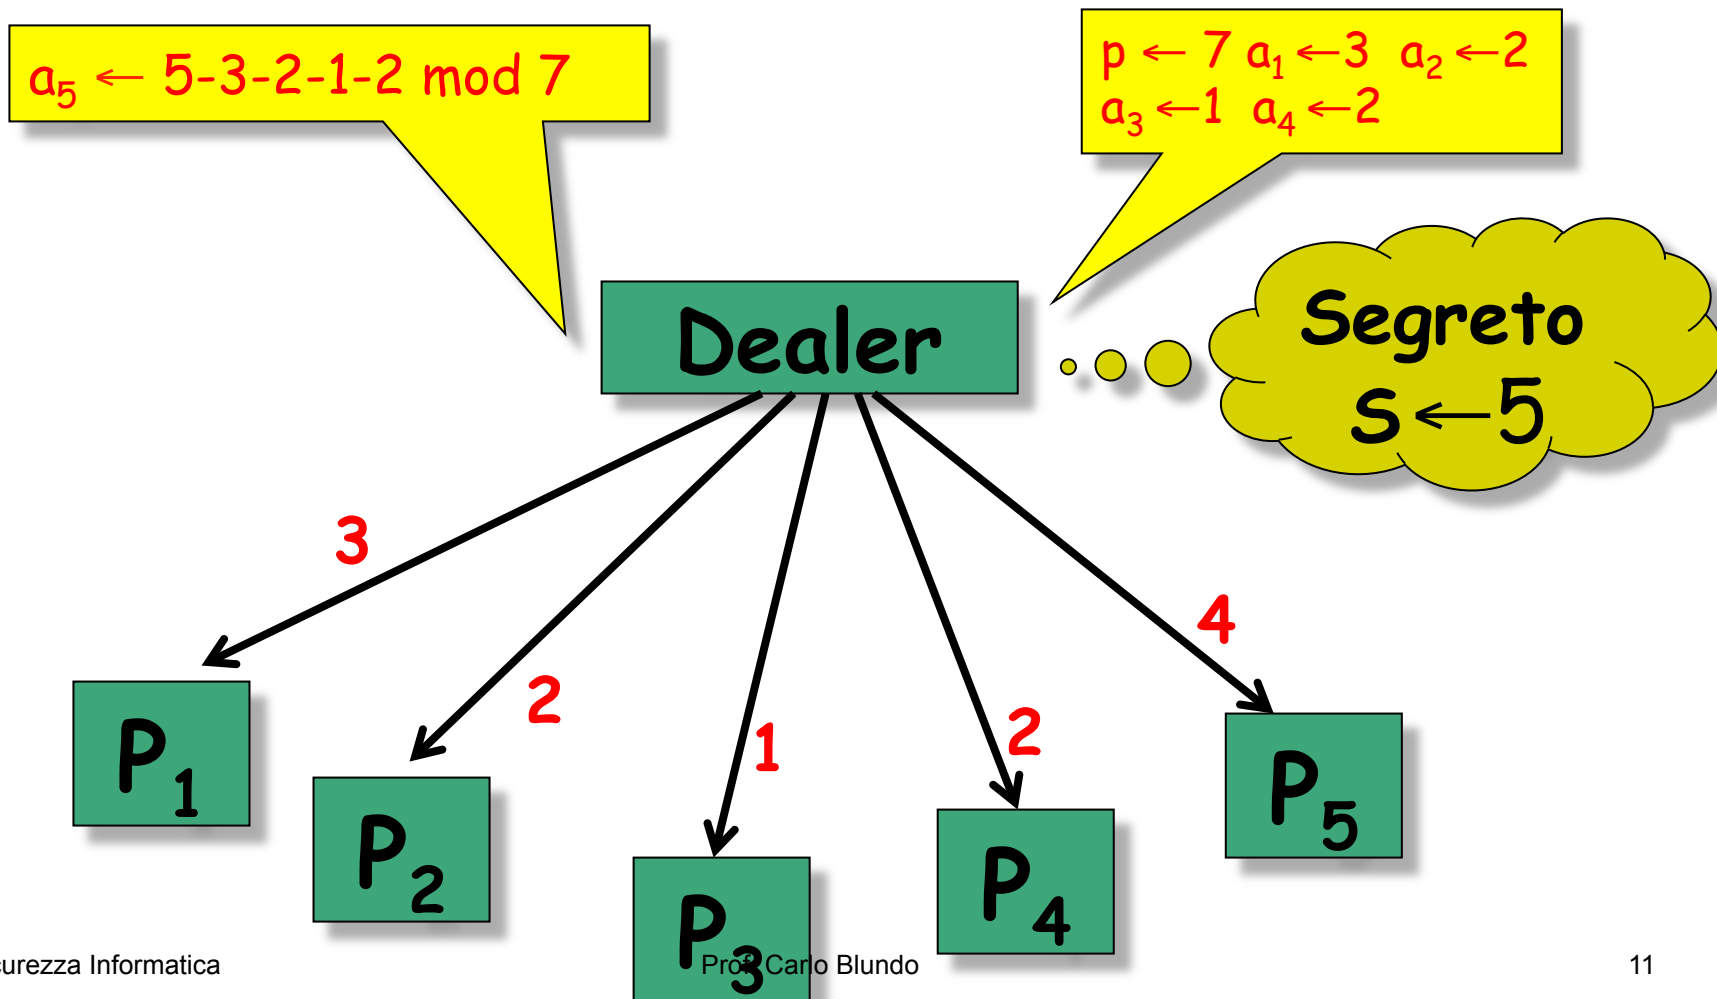 a₅ ← 5-3-2-1-2 mod 7
p ← 7 a₁ ←3 a₂ ←2
a₃ ←1 a₄ ←2
Dealer
Segreto
S←5
3
2
1
2
4
P₁
P₂
P₃
P₄
P₅
curezza Informatica
Prof. Carlo Blundo
11